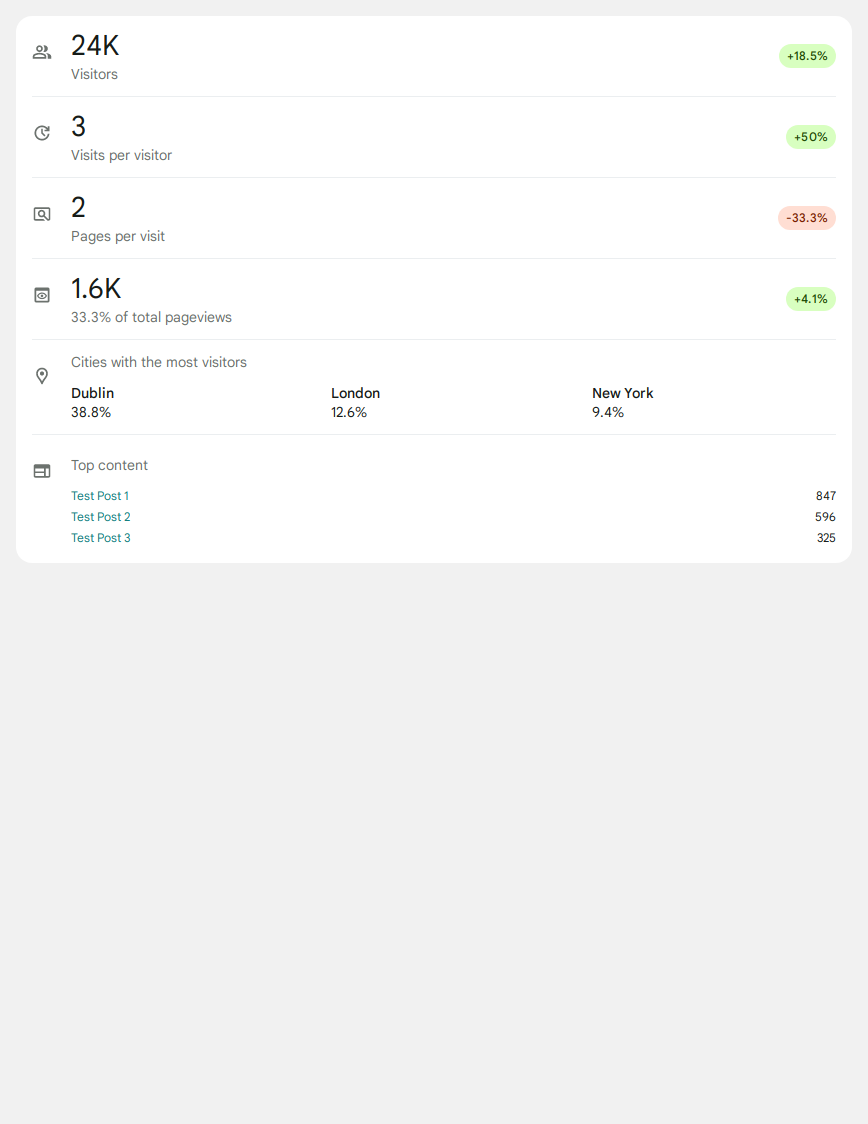 24K
Visitors
+18.5%
3
Visits per visitor
+50%
2
Pages per visit
-33.3%
1.6K
33.3% of total pageviews
+4.1%
Cities with the most visitors
Dublin London New York
38.8% 12.6% 9.4%
Top content
Test Post 1 847
Test Post 2 596
Test Post 3 325